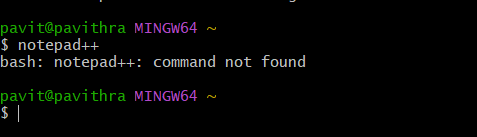 pavit@pavithra MINGW64 ~
$ notepad++
bash: notepad++: command not found
pavit@pavithra MINGW64 ~
$